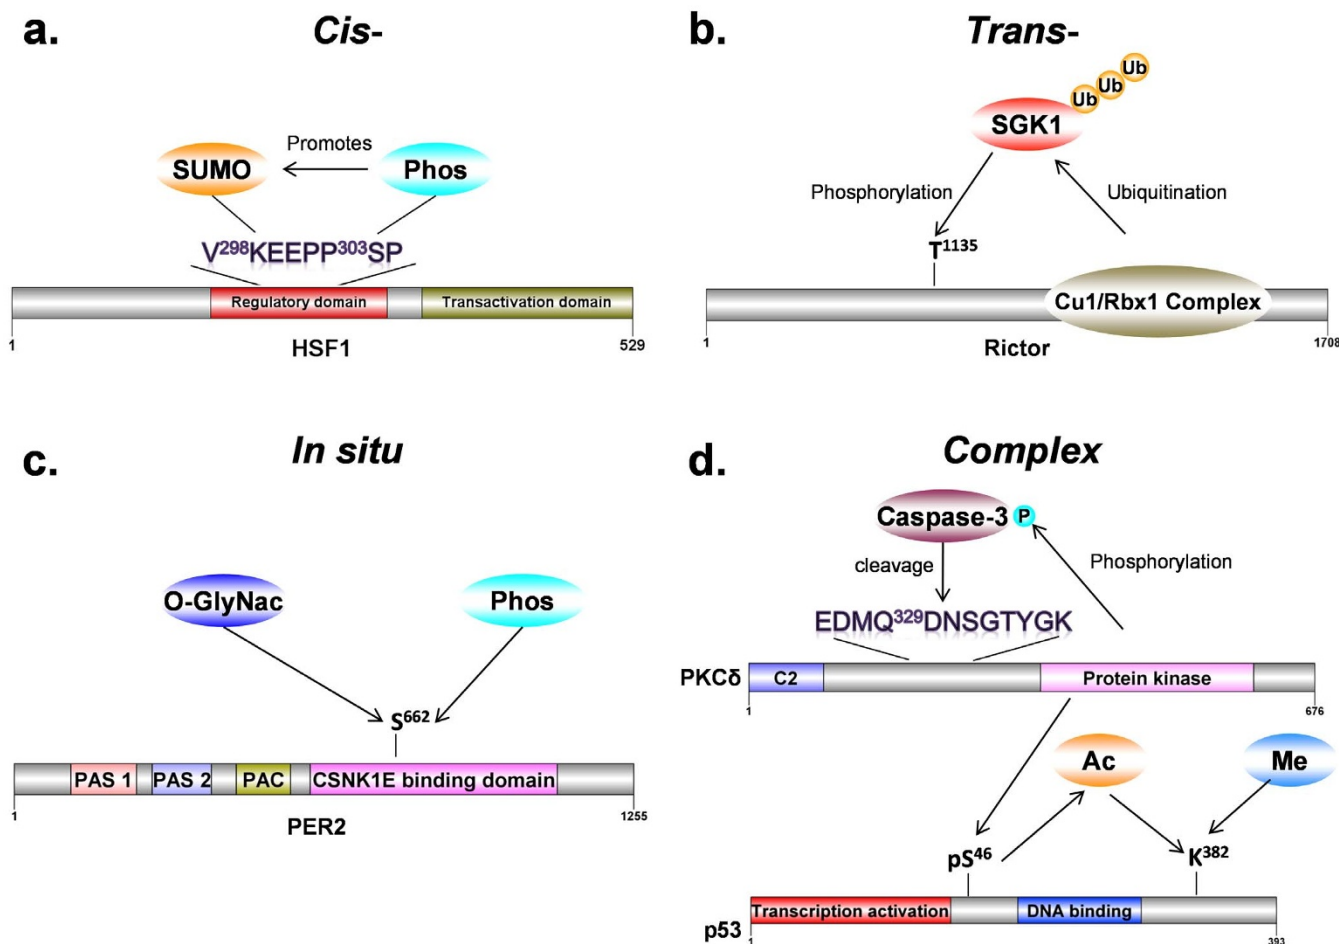 a.
Cis-
Promotes
SUMO
Phos
V²⁹⁸KEEPP³⁰³SP
Regulatory domain
Transactivation domain
1
HSF1
529
b.
Trans-
Ub
Ub
Ub
SGK1
Phosphorylation
Ubiquitination
T¹¹³⁵
Cu1/Rbx1 Complex
1
Rictor
1708
c.
In situ
O-GlyNac
Phos
S⁶⁶²
PAS 1
PAS 2
PAC
CSNK1E binding domain
1
PER2
1255
d.
Complex
Caspase-3
P
cleavage
Phosphorylation
EDMQ³²⁹DNSGTYGK
PKCδ
C2
Protein kinase
1
676
Ac
Me
pS⁴⁶
K³⁸²
Transcription activation
DNA binding
p53
1
393